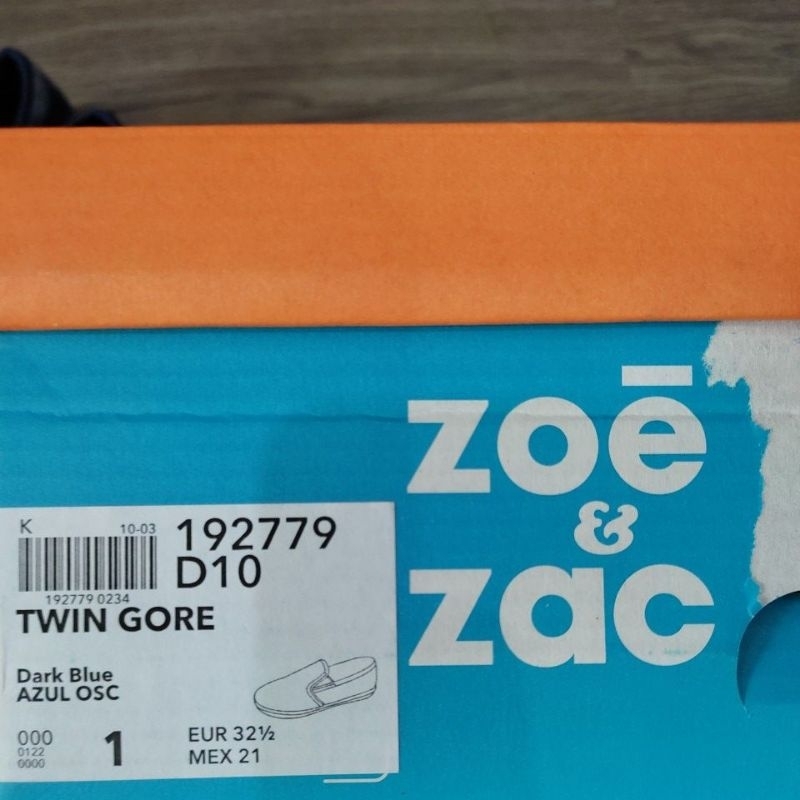 zoē
&
zac
K 10-03 192779
D10
192779 0234
TWIN GORE
Dark Blue
AZUL OSC
000
0122
0000
1
EUR 32½
MEX 21